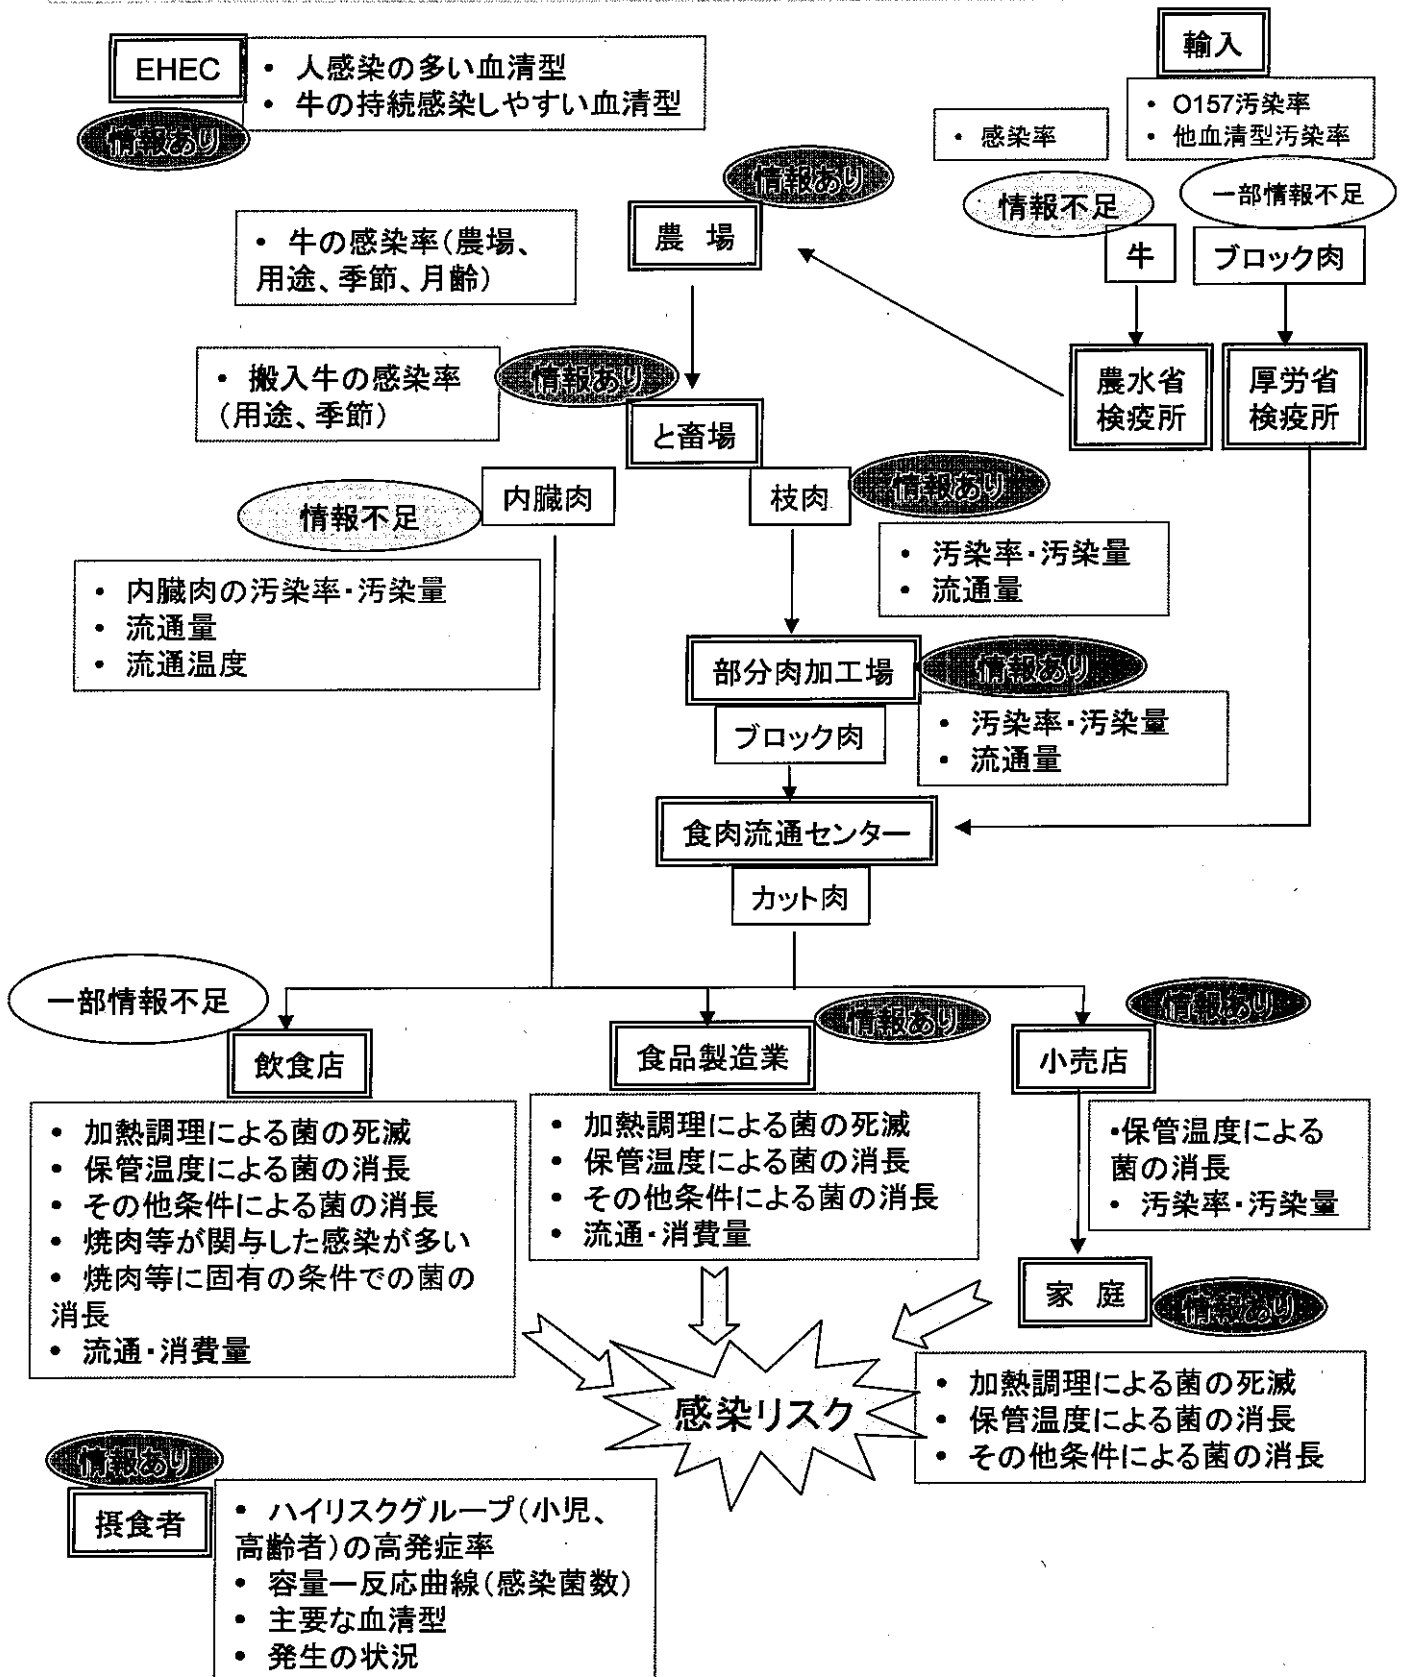 EHEC
• 人感染の多い血清型
• 牛の持続感染しやすい血清型
情報あり
輸入
• O157汚染率
• 他血清型汚染率
• 感染率
情報不足
一部情報不足
牛
ブロック肉
情報あり
農 場
• 牛の感染率(農場、
用途、季節、月齢)
農水省
検疫所
厚労省
検疫所
• 搬入牛の感染率
(用途、季節)
情報あり
と畜場
内臓肉
枝肉
情報あり
情報不足
• 内臓肉の汚染率・汚染量
• 流通量
• 流通温度
• 汚染率・汚染量
• 流通量
部分肉加工場
情報あり
ブロック肉
• 汚染率・汚染量
• 流通量
食肉流通センター
カット肉
一部情報不足
飲食店
情報あり
食品製造業
情報あり
小売店
• 加熱調理による菌の死滅
• 保管温度による菌の消長
• その他条件による菌の消長
• 焼肉等が関与した感染が多い
• 焼肉等に固有の条件での菌の
消長
• 流通・消費量
• 加熱調理による菌の死滅
• 保管温度による菌の消長
• その他条件による菌の消長
• 流通・消費量
・保管温度による
菌の消長
• 汚染率・汚染量
家 庭
情報あり
感染リスク
• 加熱調理による菌の死滅
• 保管温度による菌の消長
• その他条件による菌の消長
情報あり
摂食者
• ハイリスクグループ(小児、
高齢者)の高発症率
• 容量ー反応曲線(感染菌数)
• 主要な血清型
• 発生の状況